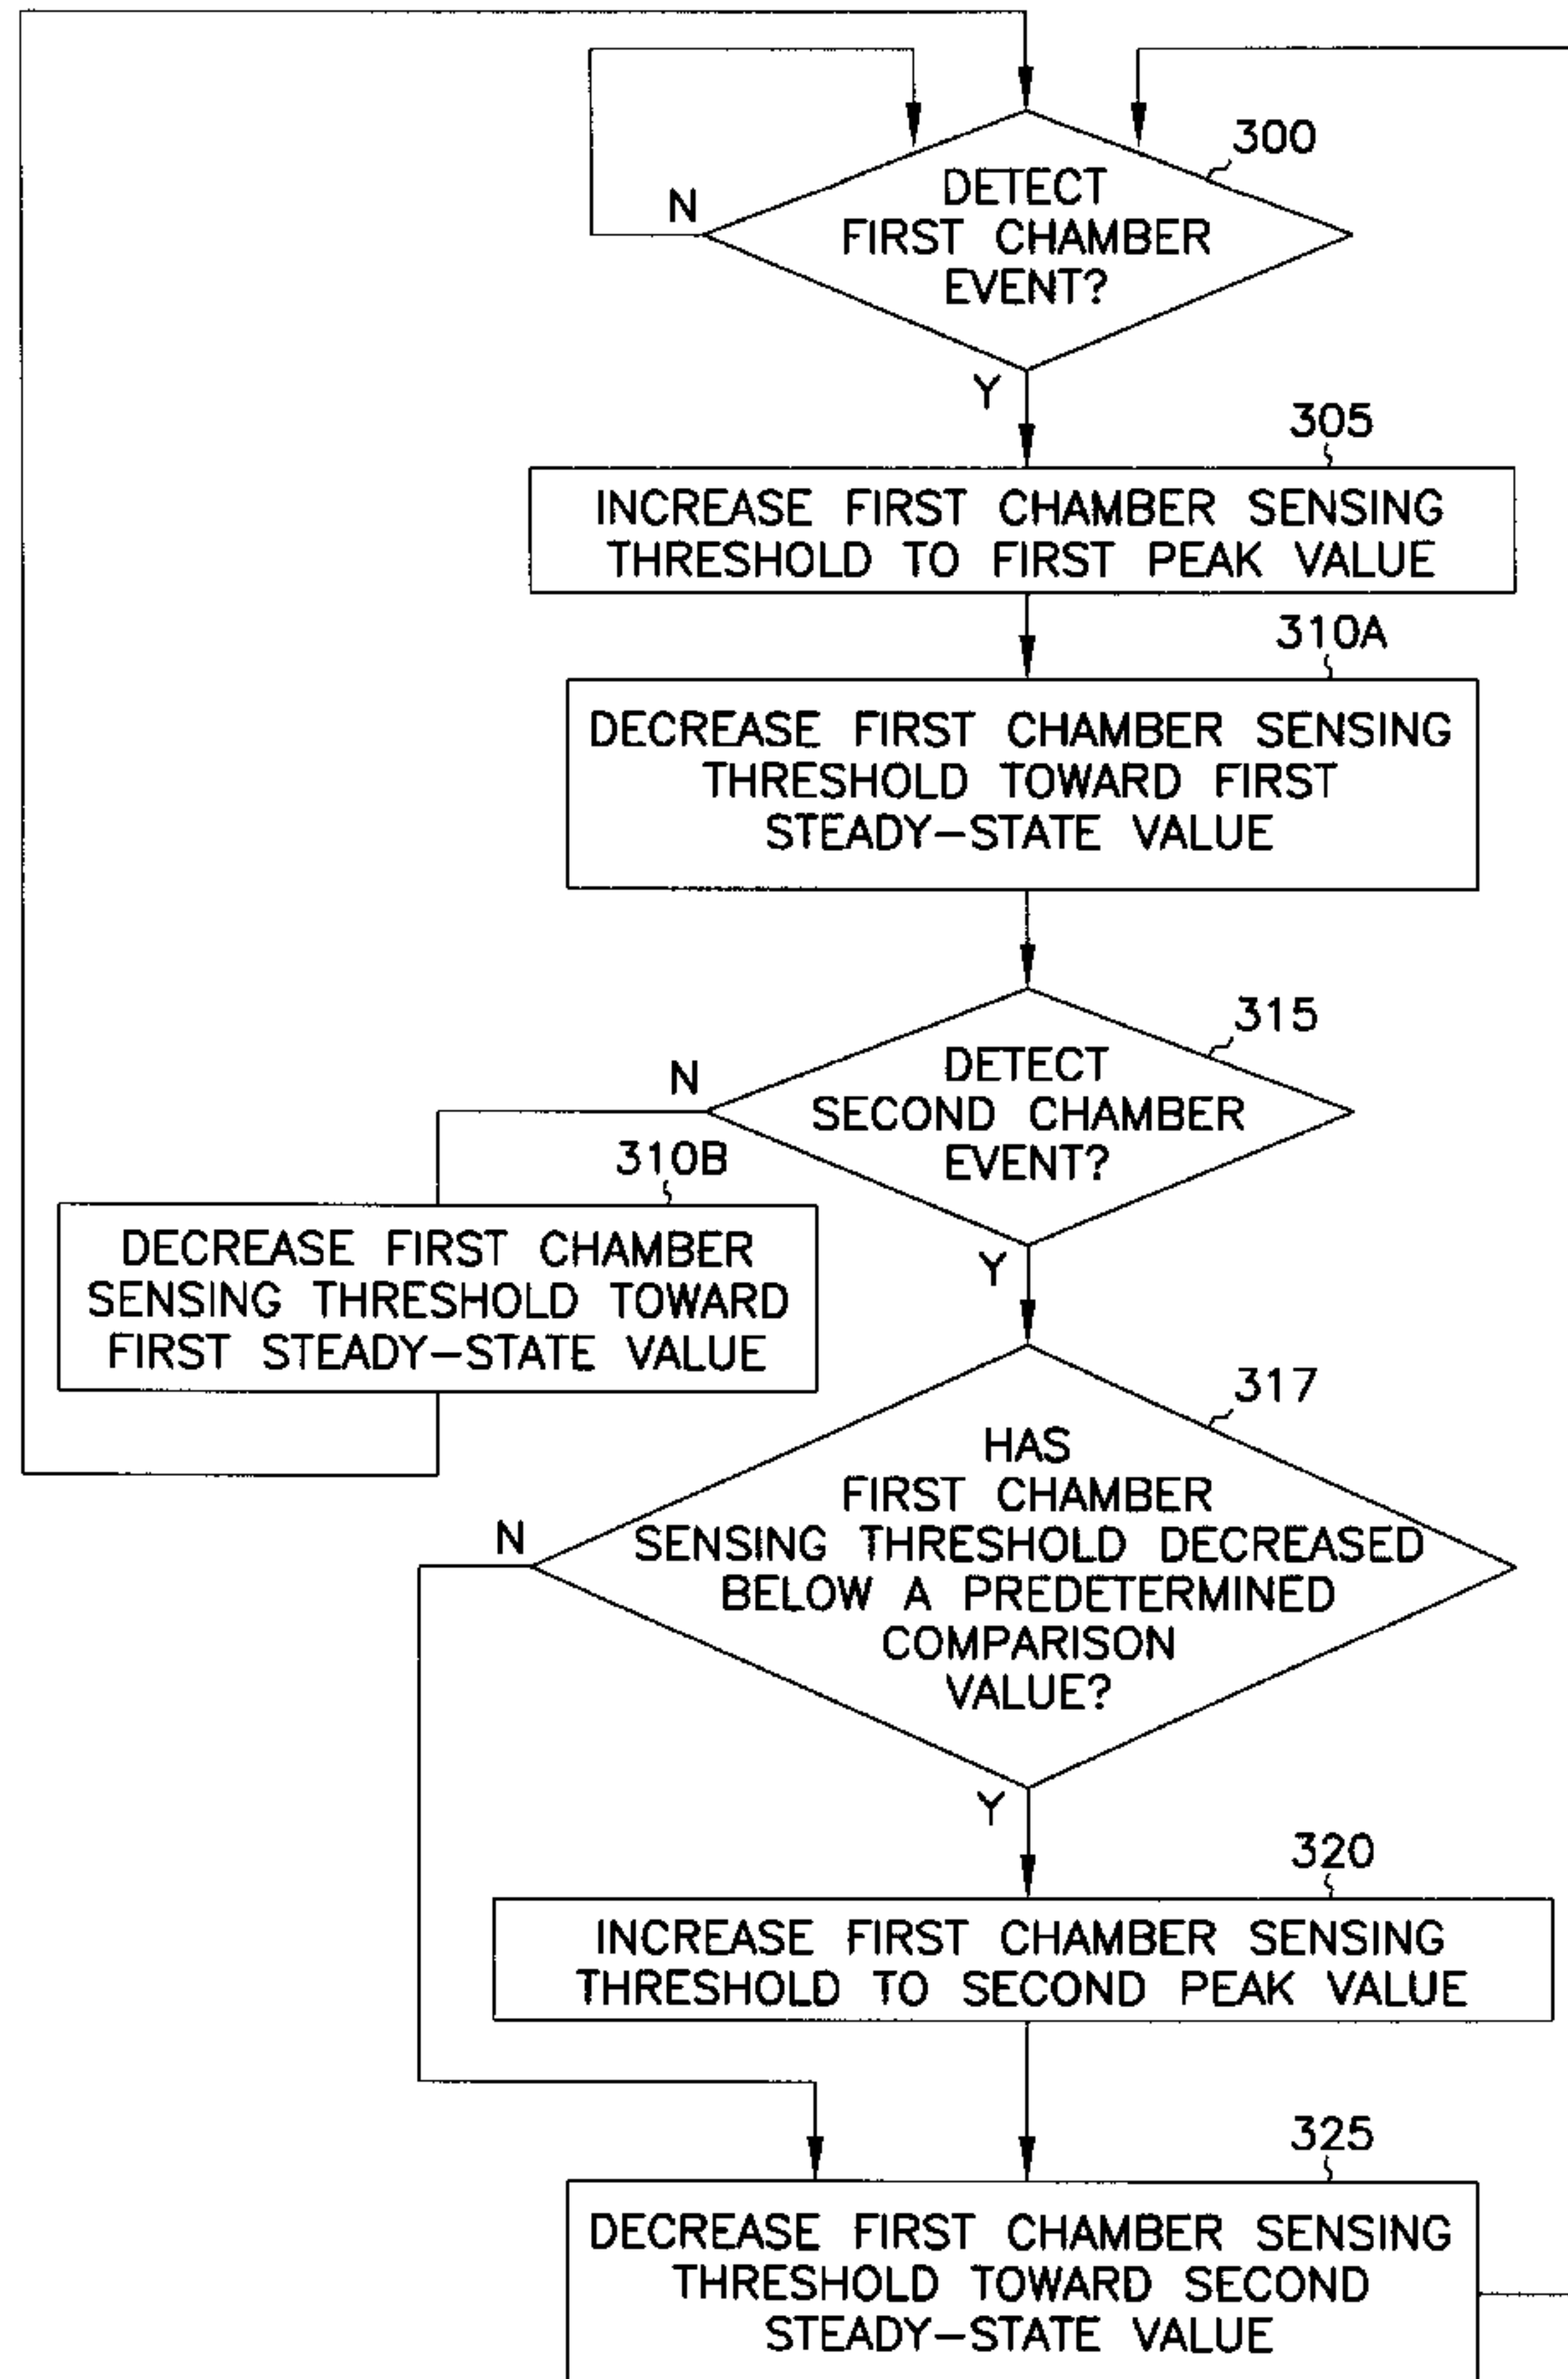 300
DETECT
FIRST CHAMBER
EVENT?
N
Y
305
INCREASE FIRST CHAMBER SENSING
THRESHOLD TO FIRST PEAK VALUE
310A
DECREASE FIRST CHAMBER SENSING
THRESHOLD TOWARD FIRST
STEADY-STATE VALUE
315
DETECT
SECOND CHAMBER
EVENT?
N
Y
310B
DECREASE FIRST CHAMBER
SENSING THRESHOLD TOWARD
FIRST STEADY-STATE VALUE
317
HAS
FIRST CHAMBER
SENSING THRESHOLD DECREASED
BELOW A PREDETERMINED
COMPARISON
VALUE?
N
Y
320
INCREASE FIRST CHAMBER SENSING
THRESHOLD TO SECOND PEAK VALUE
325
DECREASE FIRST CHAMBER SENSING
THRESHOLD TOWARD SECOND
STEADY-STATE VALUE